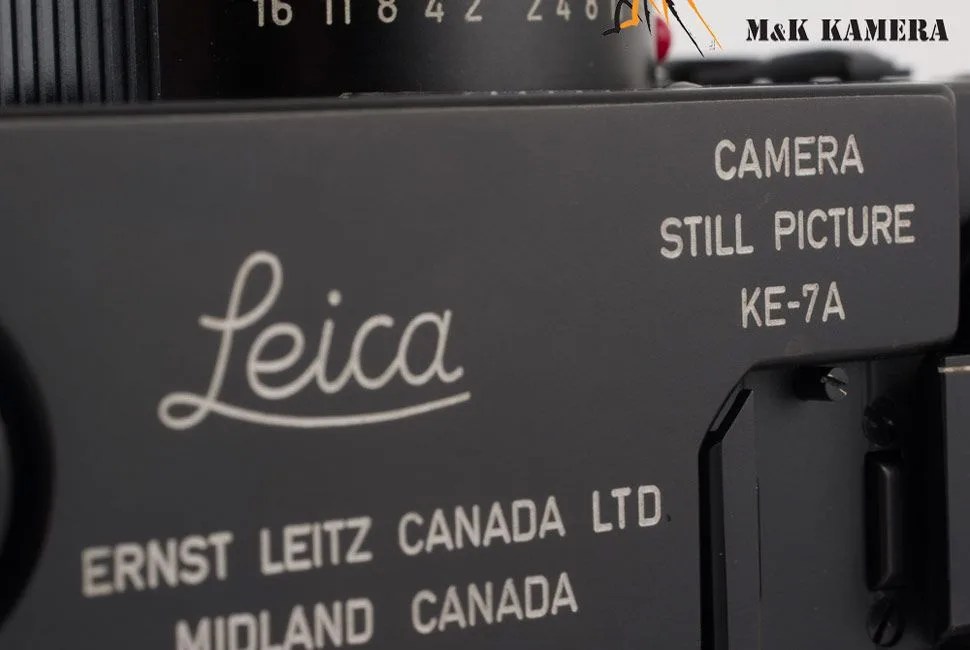 16 11 8 4 2 2 4 8
M&K KAMERA
CAMERA
STILL PICTURE
KE-7A
Leica
ERNST LEITZ CANADA LTD.
MIDLAND CANADA